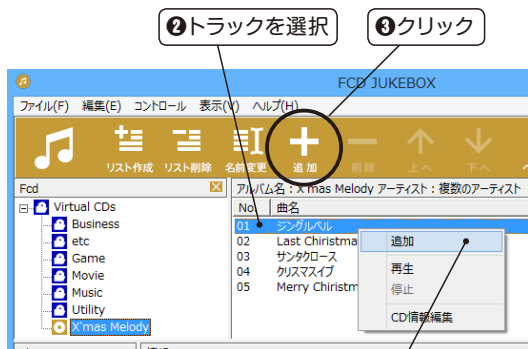 ❷トラックを選択
❸クリック
FCD JUKEBOX
ファイル(F) 編集(E) コントロール 表示(V) ヘルプ(H)
リスト作成 リスト削除 名前変更 追加 削除 上へ 下へ
Fcd
アルバム名：X'mas Melody アーティスト：複数のアーティスト
Virtual CDs
Business
etc
Game
Movie
Music
Utility
X'mas Melody
No 曲名
01 ジングルベル
02 Last Chiristma
03 サンタクロース
04 クリスマスイブ
05 Merry Chiristm
追加
再生
停止
CD情報編集